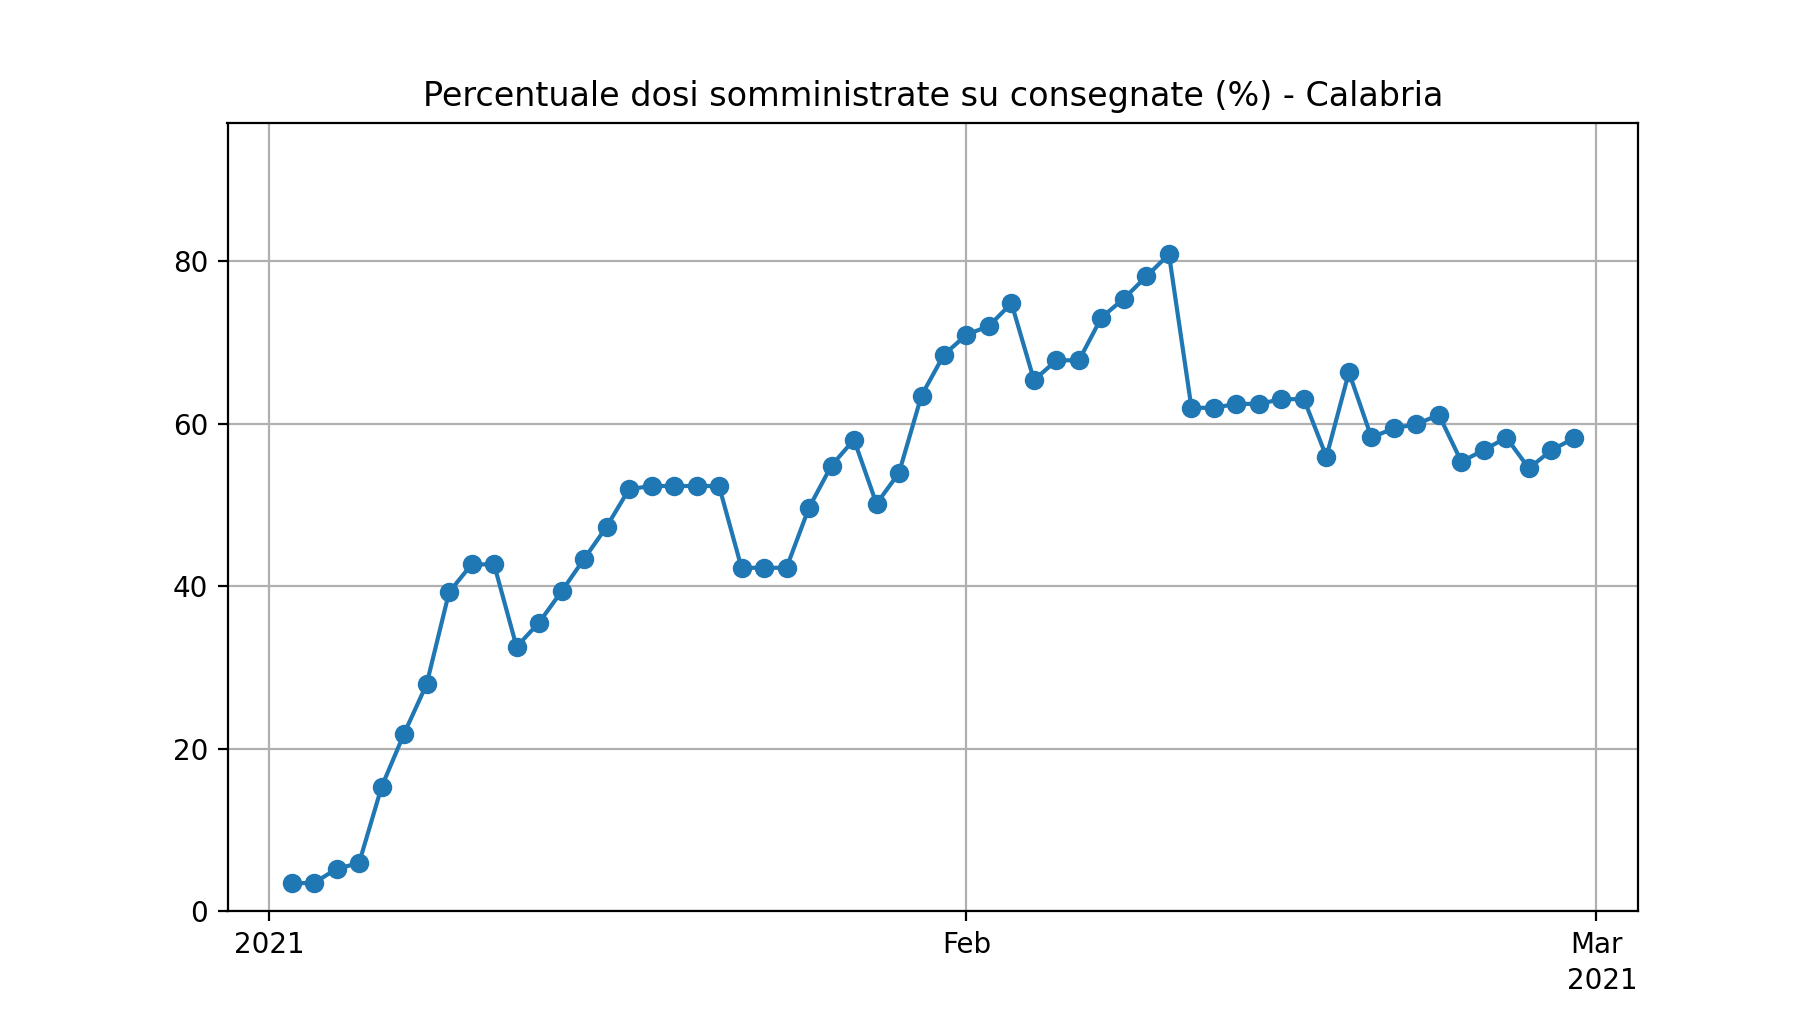 Percentuale dosi somministrate su consegnate (%) - Calabria
80
60
40
20
0
2021
Feb
Mar
2021